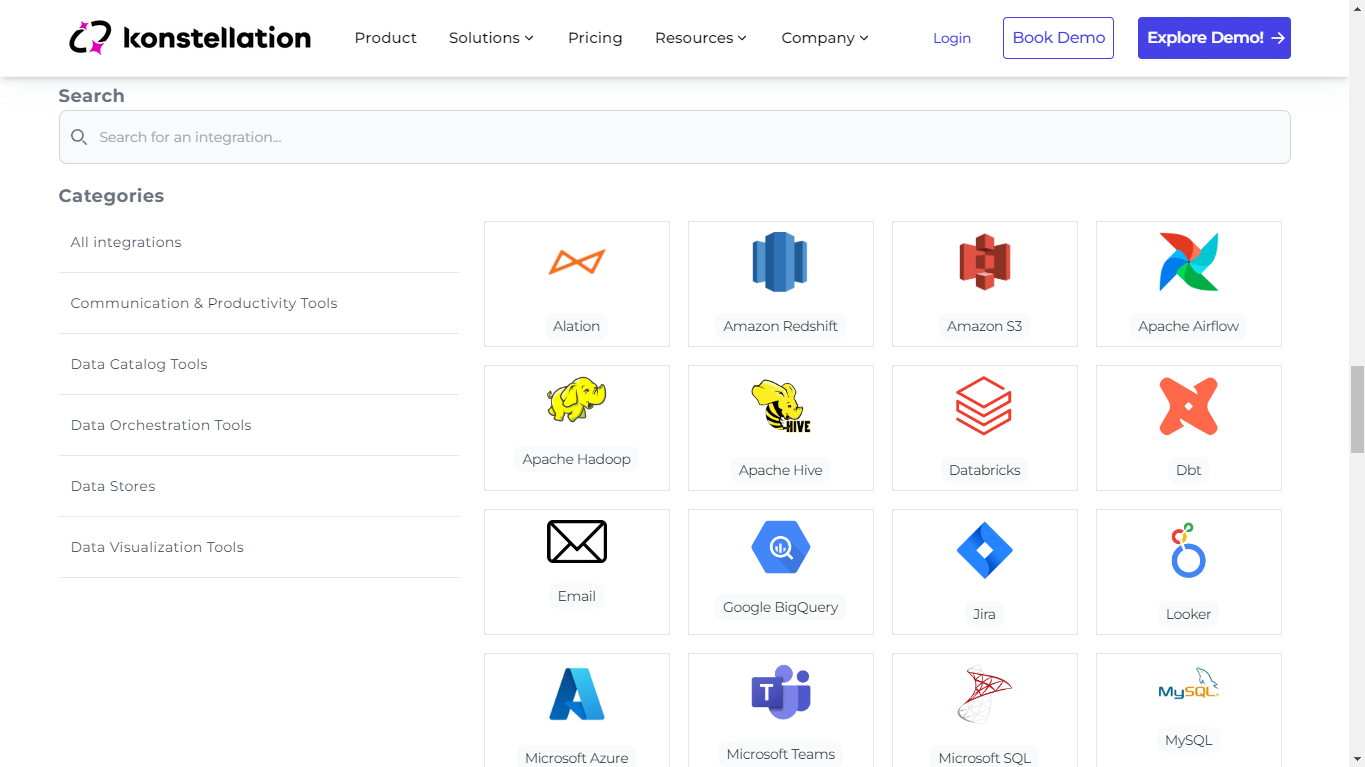 konstellation
Product
Solutions
Pricing
Resources
Company
Login
Book Demo
Explore Demo!
Search
Search for an integration...
Categories
All integrations
Communication & Productivity Tools
Data Catalog Tools
Data Orchestration Tools
Data Stores
Data Visualization Tools
Alation
Amazon Redshift
Amazon S3
Apache Airflow
Apache Hadoop
HIVE
Apache Hive
Databricks
Dbt
Email
Google BigQuery
Jira
Looker
Microsoft Azure
T
Microsoft Teams
Microsoft SQL
MySQL
MySQL